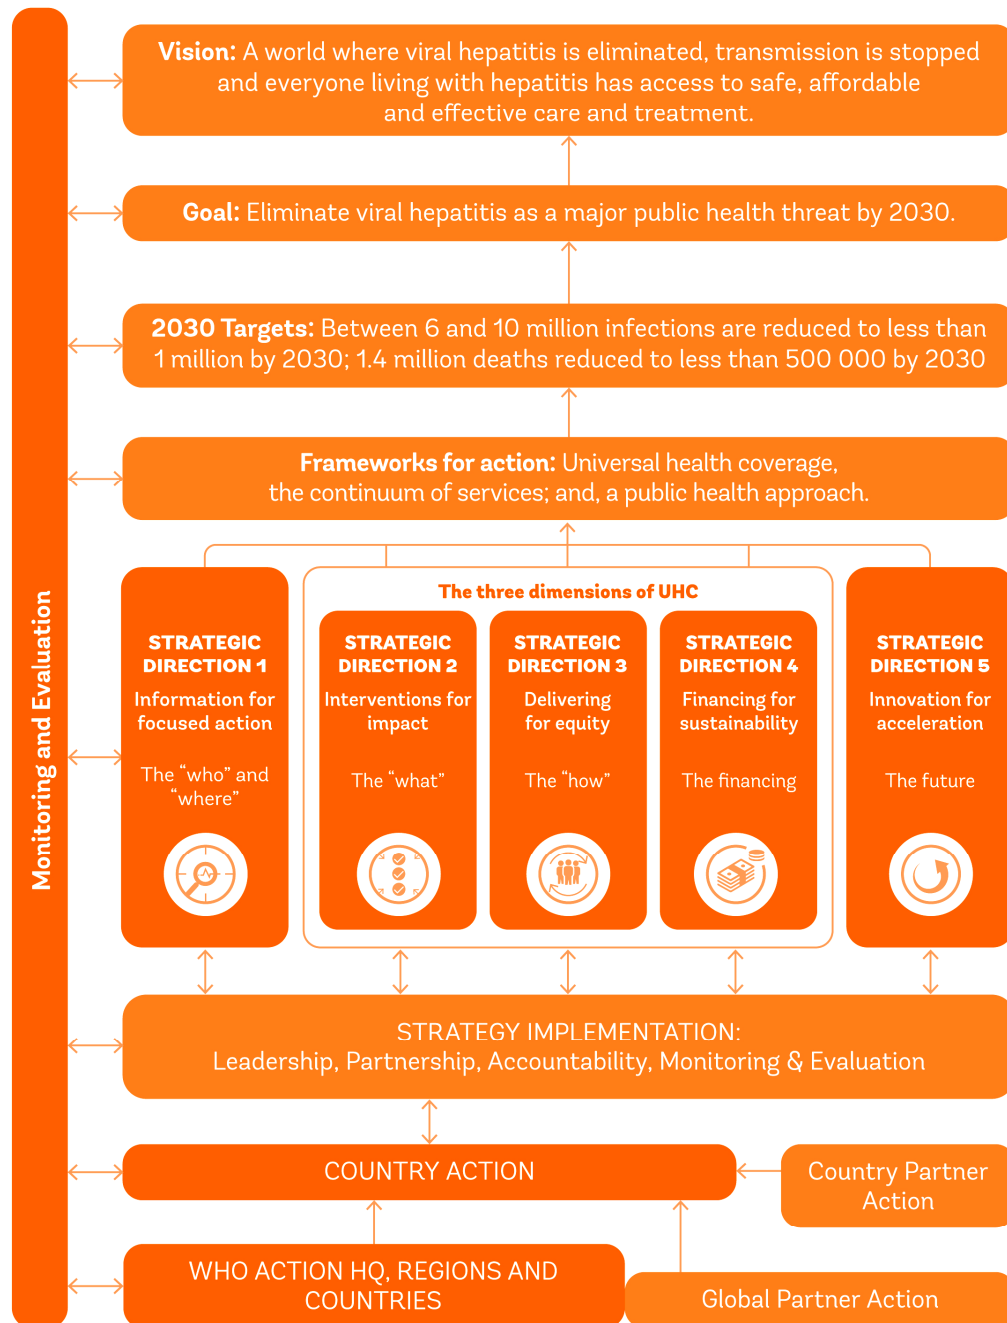 Monitoring and Evaluation
Vision: A world where viral hepatitis is eliminated, transmission is stopped
and everyone living with hepatitis has access to safe, affordable
and effective care and treatment.
Goal: Eliminate viral hepatitis as a major public health threat by 2030.
2030 Targets: Between 6 and 10 million infections are reduced to less than
1 million by 2030; 1.4 million deaths reduced to less than 500 000 by 2030
Frameworks for action: Universal health coverage,
the continuum of services; and, a public health approach.
The three dimensions of UHC
STRATEGIC
DIRECTION 1
Information for
focused action
The “who” and
“where”
STRATEGIC
DIRECTION 2
Interventions for
impact
The “what”
STRATEGIC
DIRECTION 3
Delivering
for equity
The “how”
STRATEGIC
DIRECTION 4
Financing for
sustainability
The financing
STRATEGIC
DIRECTION 5
Innovation for
acceleration
The future
STRATEGY IMPLEMENTATION:
Leadership, Partnership, Accountability, Monitoring & Evaluation
COUNTRY ACTION
Country Partner
Action
WHO ACTION HQ, REGIONS AND
COUNTRIES
Global Partner Action